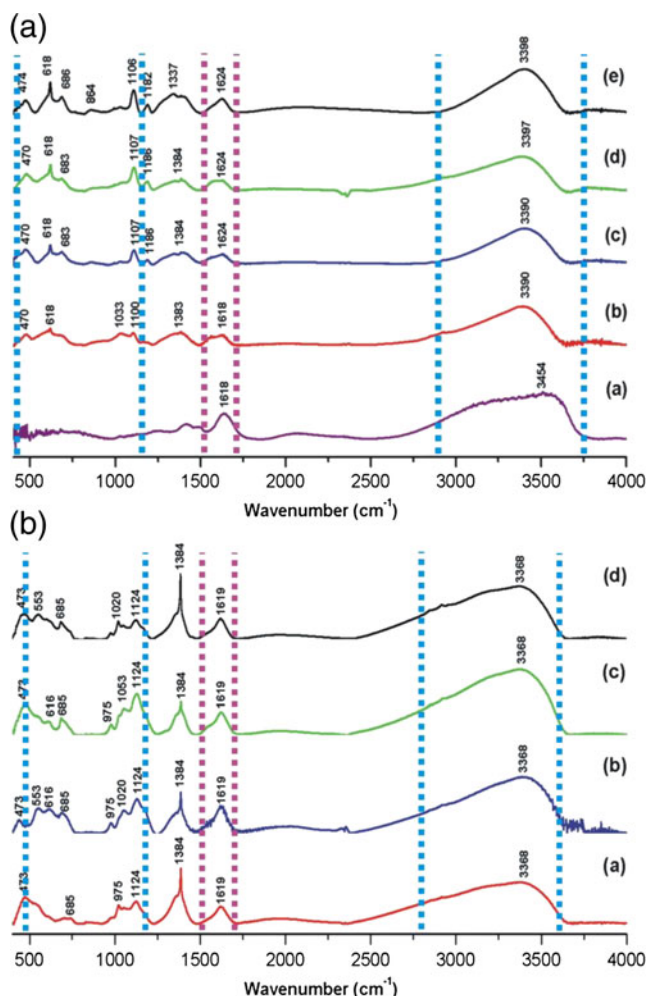 (a)
474 618 686 864 1106 1182 1337 1624 3398 (e)
470 618 683 1107 1186 1384 1624 3397 (d)
470 618 683 1107 1186 1384 1624 3390 (c)
470 618 1033 1100 1383 1618 3390 (b)
1618 3454 (a)
500 1000 1500 2000 2500 3000 3500 4000
Wavenumber (cm⁻¹)
(b)
473 553 685 1020 1124 1384 1619 3368 (d)
473 616 685 975 1053 1124 1384 1619 3368 (c)
473 553 616 685 975 1020 1124 1384 1619 3368 (b)
473 685 975 1124 1384 1619 3368 (a)
500 1000 1500 2000 2500 3000 3500 4000
Wavenumber (cm⁻¹)